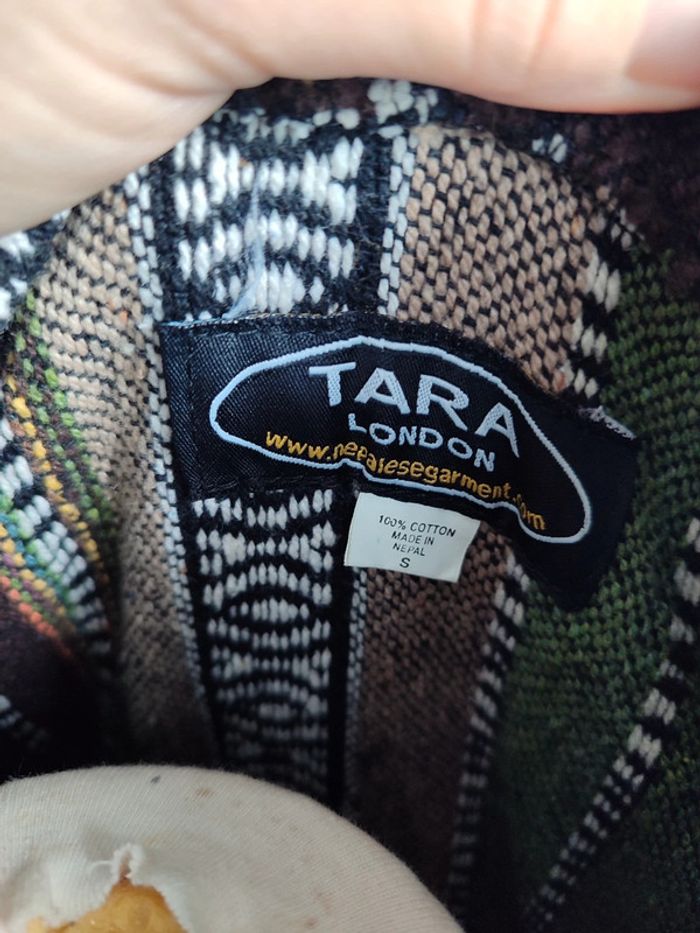 TARA
LONDON
www.nepalesegarment.com
100% COTTON
MADE IN
NEPAL
S